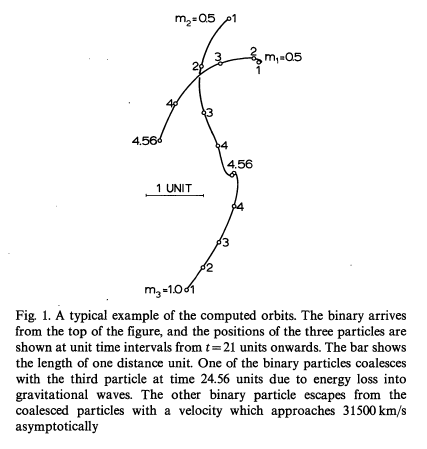 m₂=0.5 1
2 3 2 m₁=0.5
1
4 3
4.56 4
4.56
1 UNIT
4
3
2
m₃=1.0 1
Fig. 1. A typical example of the computed orbits. The binary arrives
from the top of the figure, and the positions of the three particles are
shown at unit time intervals from t=21 units onwards. The bar shows
the length of one distance unit. One of the binary particles coalesces
with the third particle at time 24.56 units due to energy loss into
gravitational waves. The other binary particle escapes from the
coalesced particles with a velocity which approaches 31500 km/s
asymptotically